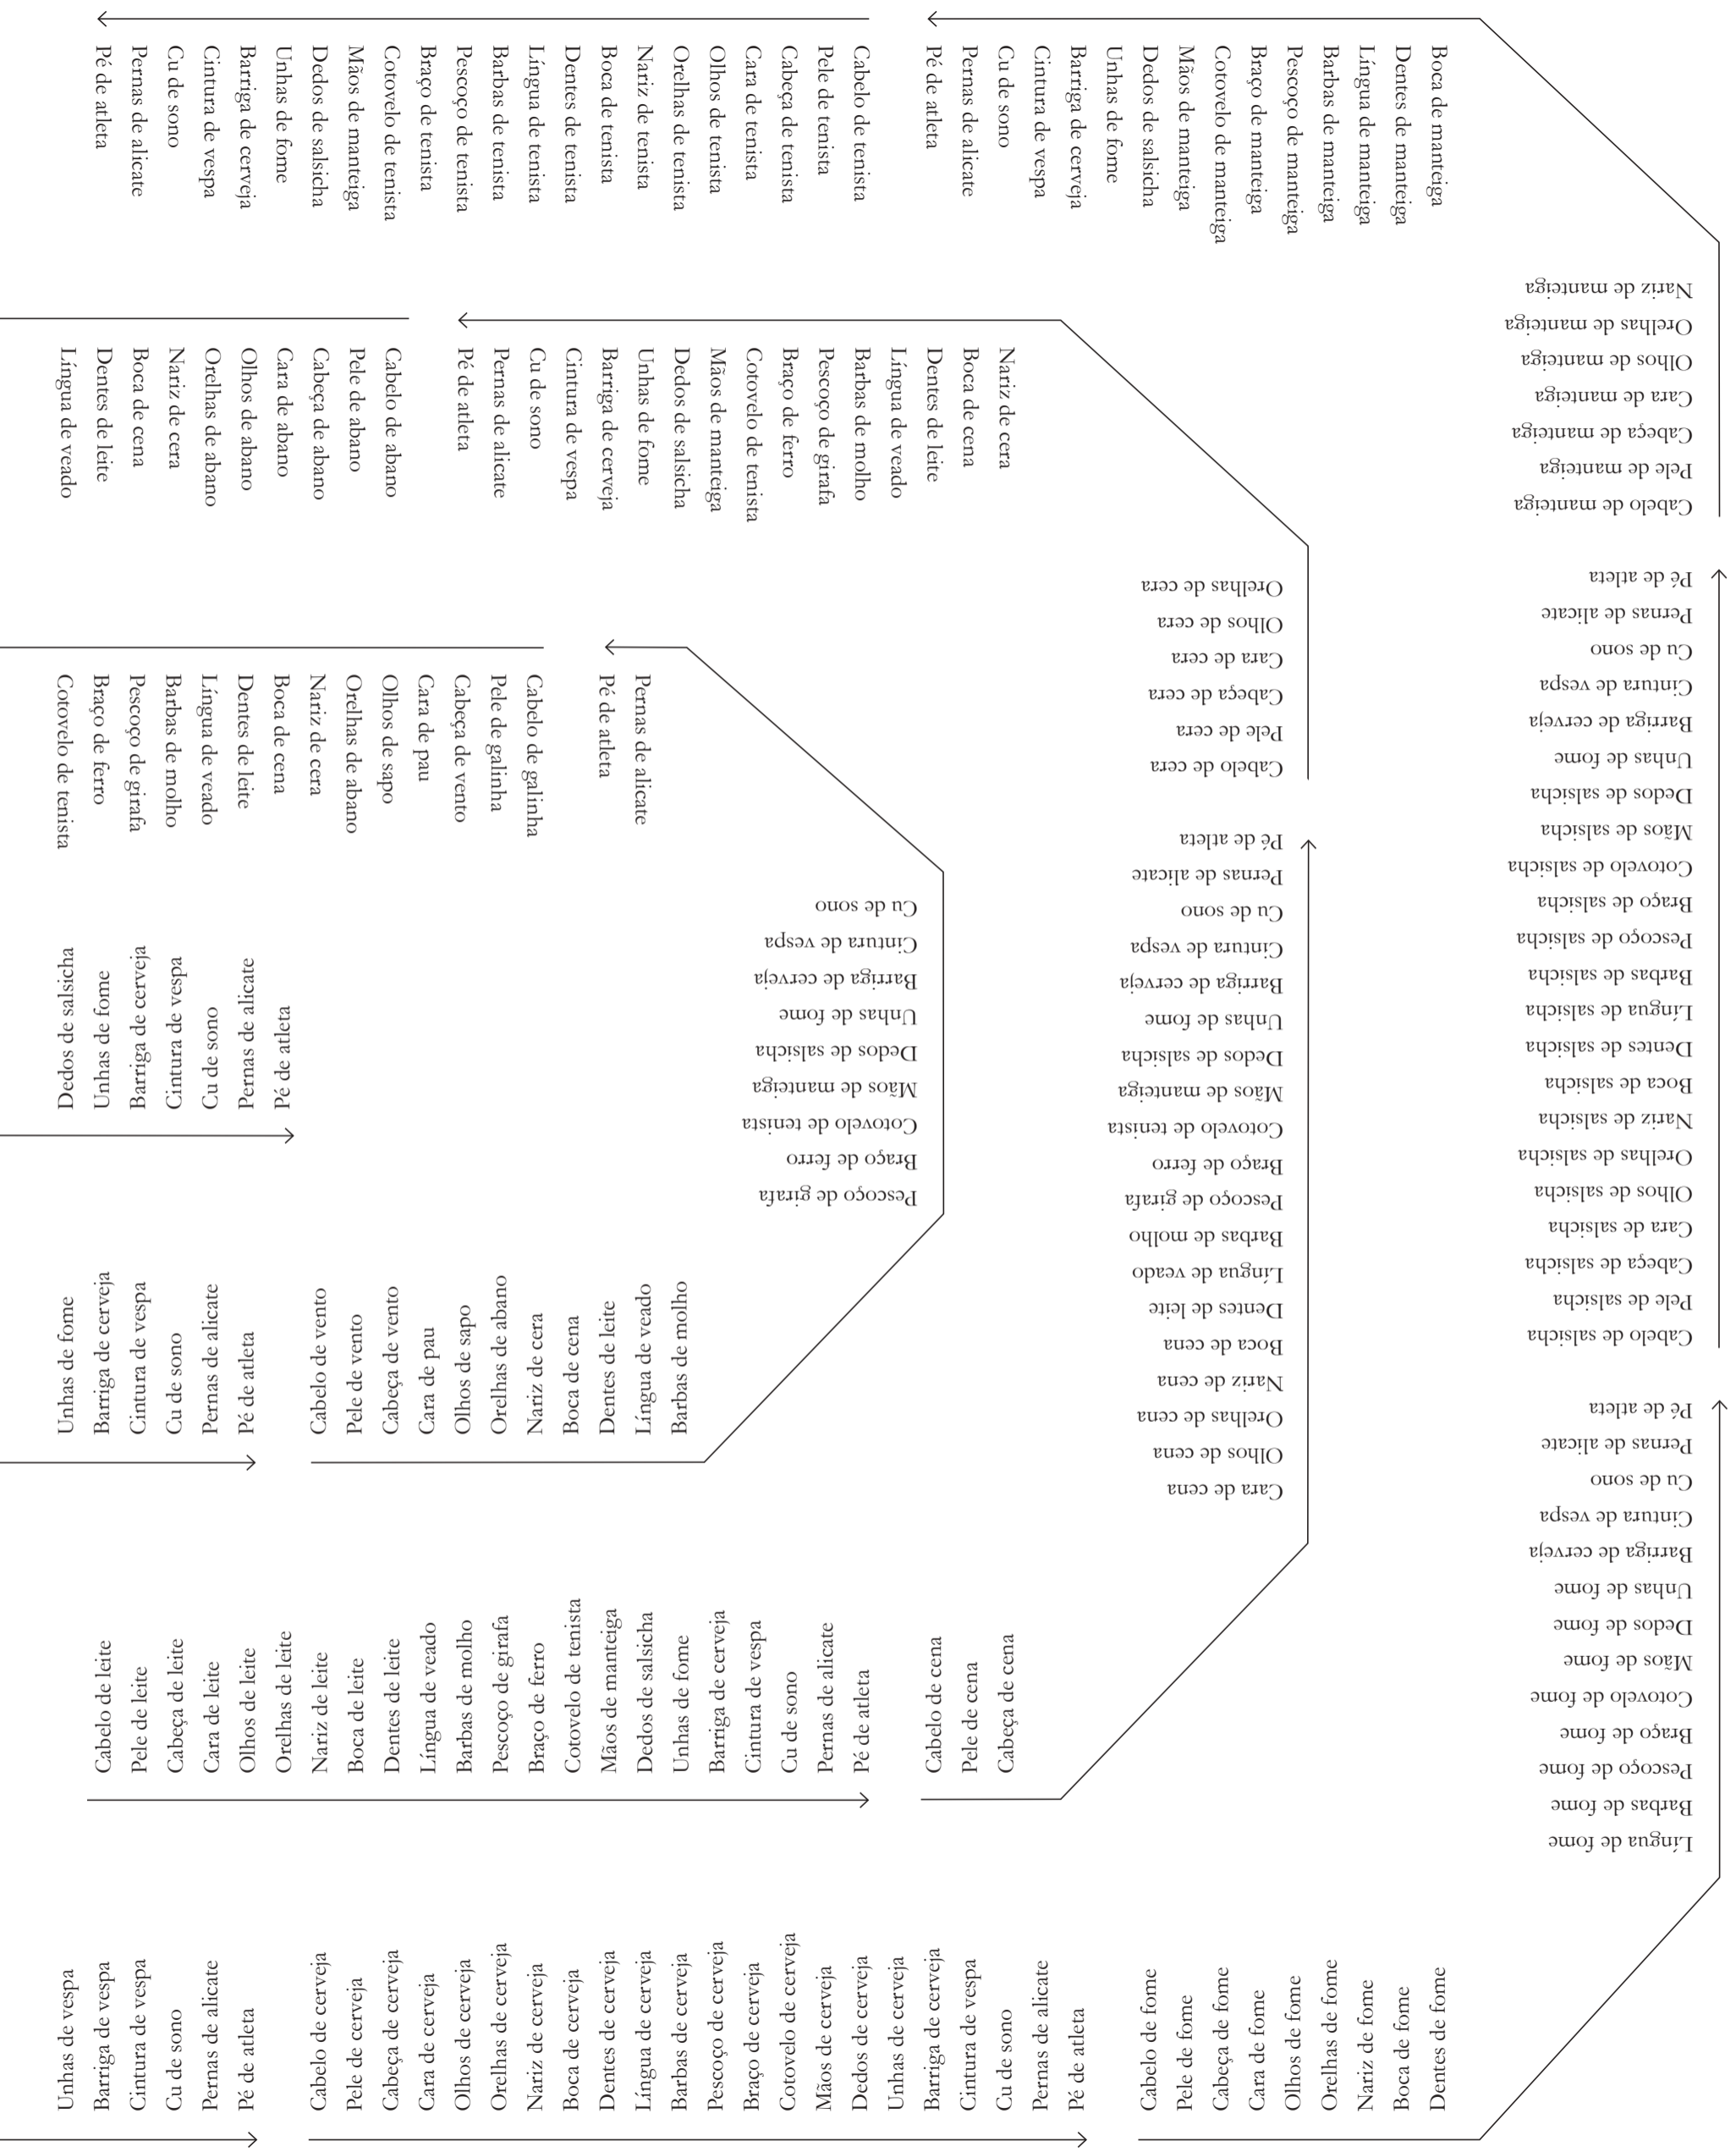 Dedos de salsicha
Unhas de fome
Barriga de cerveja
Cintura de vespa
Cu de sono
Pernas de alicate
Pé de atleta
Unhas de fome
Barriga de cerveja
Cintura de vespa
Cu de sono
Pernas de alicate
Pé de atleta
Cabelo de vento
Pele de vento
Cabeça de vento
Cara de pau
Olhos de sapo
Orelhas de abano
Nariz de cera
Boca de cena
Dentes de leite
Língua de veado
Barbas de molho
Pescoço de girafa
Braço de ferro
Cotovelo de tenista
Mãos de manteiga
Dedos de salsicha
Unhas de fome
Barriga de cerveja
Cintura de vespa
Cu de sono
Pernas de alicate
Pé de atleta
Cabelo de galinha
Pele de galinha
Cabeça de vento
Cara de pau
Olhos de sapo
Orelhas de abano
Nariz de cera
Boca de cena
Dentes de leite
Língua de veado
Barbas de molho
Pescoço de girafa
Braço de ferro
Cotovelo de tenista
Cabelo de leite
Pele de leite
Cabeça de leite
Cara de leite
Olhos de leite
Orelhas de leite
Nariz de leite
Boca de leite
Dentes de leite
Língua de veado
Barbas de molho
Pescoço de girafa
Braço de ferro
Cotovelo de tenista
Mãos de manteiga
Dedos de salsicha
Unhas de fome
Barriga de cerveja
Cintura de vespa
Cu de sono
Pernas de alicate
Pé de atleta
Cabelo de cena
Pele de cena
Cabeça de cena
Cara de cena
Olhos de cena
Orelhas de cena
Nariz de cena
Boca de cena
Dentes de leite
Língua de veado
Barbas de molho
Pescoço de girafa
Braço de ferro
Cotovelo de tenista
Mãos de manteiga
Dedos de salsicha
Unhas de fome
Barriga de cerveja
Cintura de vespa
Cu de sono
Pernas de alicate
Pé de atleta
Cabelo de cera
Pele de cera
Cabeça de cera
Cara de cera
Olhos de cera
Orelhas de cera
Nariz de cera
Boca de cena
Dentes de leite
Língua de veado
Barbas de molho
Pescoço de girafa
Braço de ferro
Cotovelo de tenista
Mãos de manteiga
Dedos de salsicha
Unhas de fome
Barriga de cerveja
Cintura de vespa
Cu de sono
Pernas de alicate
Pé de atleta
Cabelo de abano
Pele de abano
Cabeça de abano
Cara de abano
Olhos de abano
Orelhas de abano
Nariz de cera
Boca de cena
Dentes de leite
Língua de veado
Unhas de vespa
Barriga de vespa
Cintura de vespa
Cu de sono
Pernas de alicate
Pé de atleta
Cabelo de cerveja
Pele de cerveja
Cabeça de cerveja
Cara de cerveja
Olhos de cerveja
Orelhas de cerveja
Nariz de cerveja
Boca de cerveja
Dentes de cerveja
Língua de cerveja
Barbas de cerveja
Pescoço de cerveja
Braço de cerveja
Cotovelo de cerveja
Mãos de cerveja
Dedos de cerveja
Unhas de cerveja
Barriga de cerveja
Cintura de vespa
Cu de sono
Pernas de alicate
Pé de atleta
Cabelo de fome
Pele de fome
Cabeça de fome
Cara de fome
Olhos de fome
Orelhas de fome
Nariz de fome
Boca de fome
Dentes de fome
Língua de fome
Barbas de fome
Pescoço de fome
Braço de fome
Cotovelo de fome
Mãos de fome
Dedos de fome
Unhas de fome
Barriga de cerveja
Cintura de vespa
Cu de sono
Pernas de alicate
Pé de atleta
Cabelo de salsicha
Pele de salsicha
Cabeça de salsicha
Cara de salsicha
Olhos de salsicha
Orelhas de salsicha
Nariz de salsicha
Boca de salsicha
Dentes de salsicha
Língua de salsicha
Barbas de salsicha
Pescoço de salsicha
Braço de salsicha
Cotovelo de salsicha
Mãos de salsicha
Dedos de salsicha
Unhas de fome
Barriga de cerveja
Cintura de vespa
Cu de sono
Pernas de alicate
Pé de atleta
Cabelo de manteiga
Pele de manteiga
Cabeça de manteiga
Cara de manteiga
Olhos de manteiga
Orelhas de manteiga
Nariz de manteiga
Boca de manteiga
Dentes de manteiga
Língua de manteiga
Barbas de manteiga
Pescoço de manteiga
Braço de manteiga
Cotovelo de manteiga
Mãos de manteiga
Dedos de salsicha
Unhas de fome
Barriga de cerveja
Cintura de vespa
Cu de sono
Pernas de alicate
Pé de atleta
Cabelo de tenista
Pele de tenista
Cabeça de tenista
Cara de tenista
Olhos de tenista
Orelhas de tenista
Nariz de tenista
Boca de tenista
Dentes de tenista
Língua de tenista
Barbas de tenista
Pescoço de tenista
Braço de tenista
Cotovelo de tenista
Mãos de manteiga
Dedos de salsicha
Unhas de fome
Barriga de cerveja
Cintura de vespa
Cu de sono
Pernas de alicate
Pé de atleta